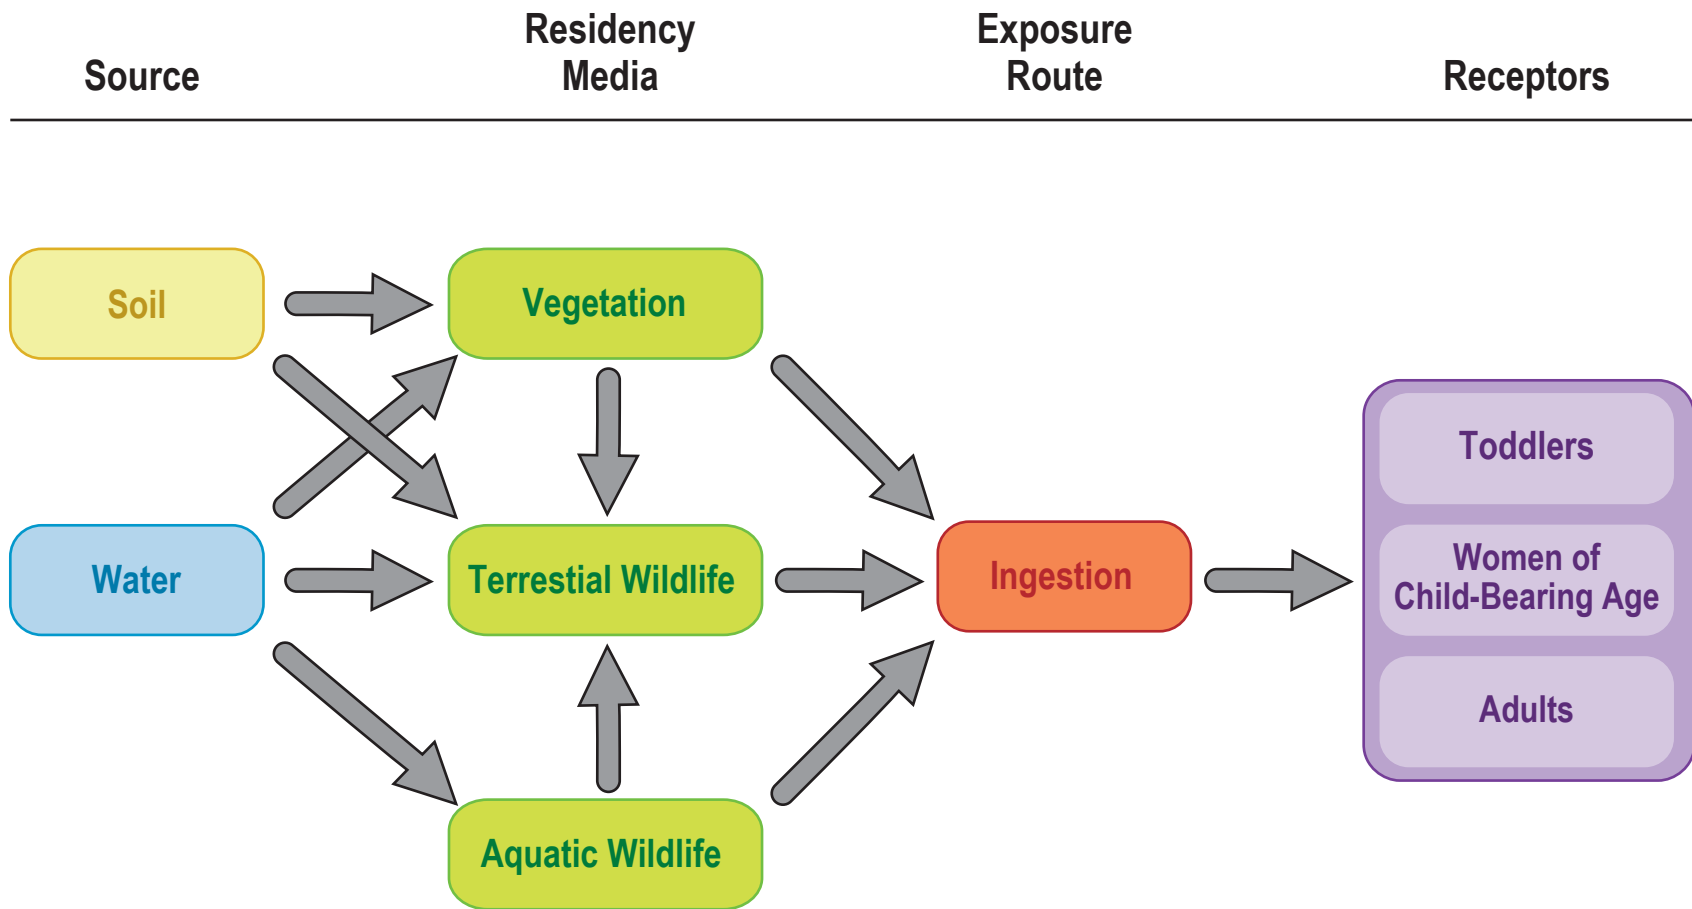 Source
Residency
Media
Exposure
Route
Receptors
Soil
Vegetation
Toddlers
Water
Terrestial Wildlife
Ingestion
Women of
Child-Bearing Age
Adults
Aquatic Wildlife